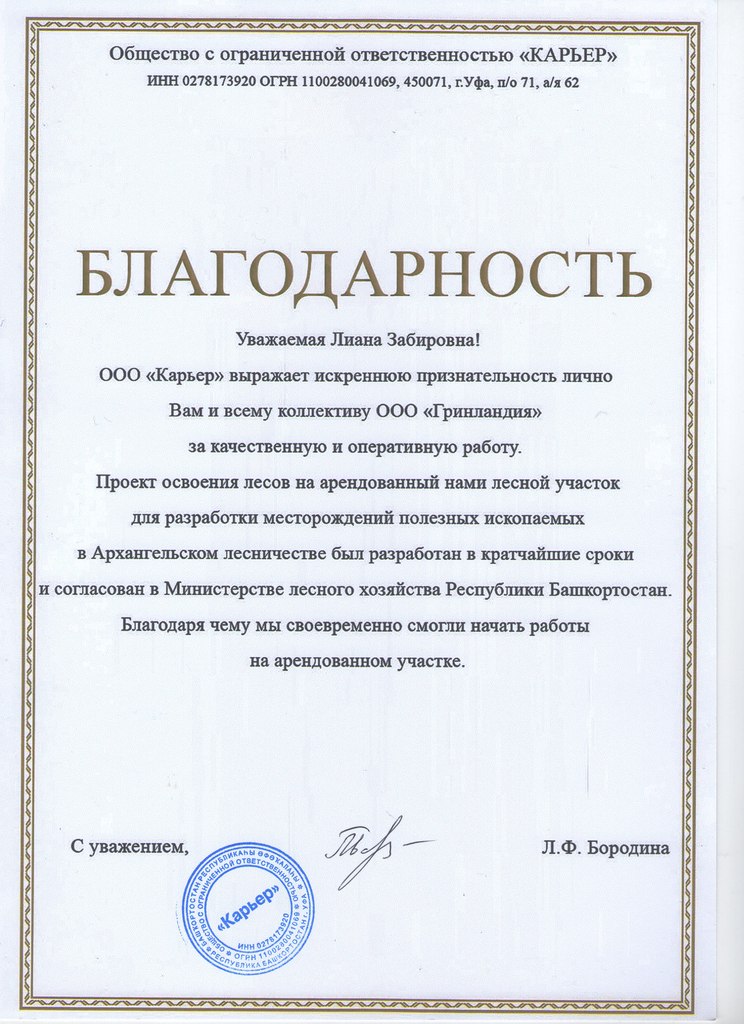 Общество с ограниченной ответственностью «КАРЬЕР»
ИНН 0278173920 ОГРН 1100280041069, 450071, г.Уфа, п/о 71, а/я 62
БЛАГОДАРНОСТЬ
Уважаемая Лиана Забировна!
ООО «Карьер» выражает искреннюю признательность лично
Вам и всему коллективу ООО «Гринландия»
за качественную и оперативную работу.
Проект освоения лесов на арендованный нами лесной участок
для разработки месторождений полезных ископаемых
в Архангельском лесничестве был разработан в кратчайшие сроки
и согласован в Министерстве лесного хозяйства Республики Башкортостан.
Благодаря чему мы своевременно смогли начать работы
на арендованном участке.
С уважением,
Л.Ф. Бородина
БАШКОРТОСТАН РЕСПУБЛИКАҺЫ ӨФӨ ҠАЛАҺЫ
РЕСПУБЛИКА БАШКОРТОСТАН г. УФА
ОБЩЕСТВО С ОГРАНИЧЕННОЙ ОТВЕТСТВЕННОСТЬЮ
ОГРН 1100280041069
«Карьер»
ИНН 0278173920